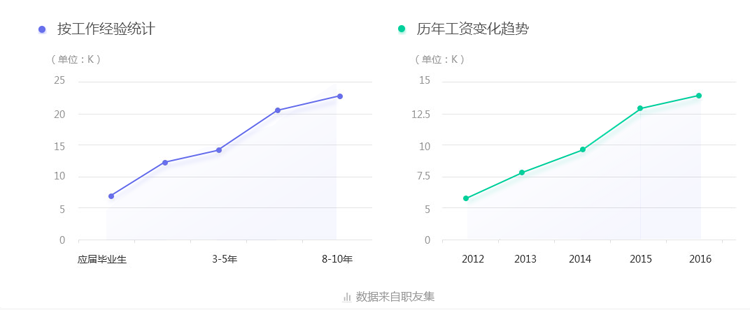 按工作经验统计
（单位：K）
25
20
15
10
5
0
应届毕业生 3-5年 8-10年
历年工资变化趋势
（单位：K）
15
12.5
10
7.5
5
0
2012 2013 2014 2015 2016
数据来自职友集